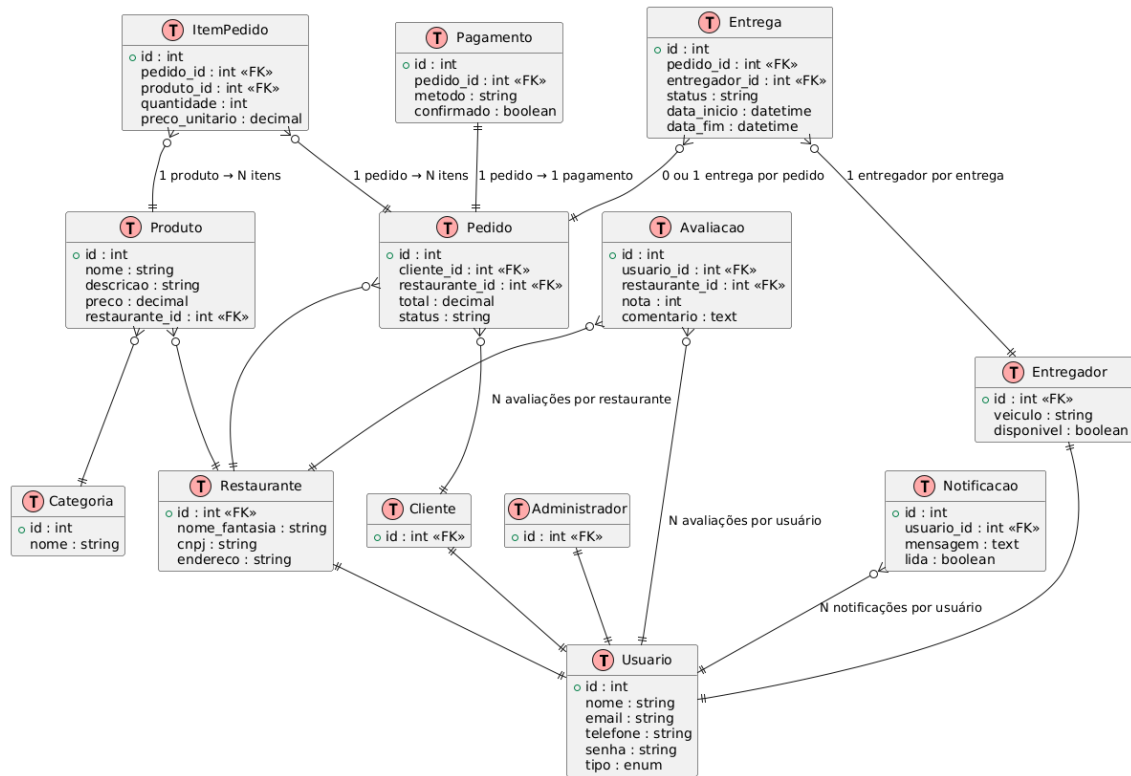 T ItemPedido
id : int
pedido_id : int «FK»
produto_id : int «FK»
quantidade : int
preco_unitario : decimal
T Pagamento
id : int
pedido_id : int «FK»
metodo : string
confirmado : boolean
T Entrega
id : int
pedido_id : int «FK»
entregador_id : int «FK»
status : string
data_inicio : datetime
data_fim : datetime
1 produto → N itens
1 pedido → N itens
1 pedido → 1 pagamento
0 ou 1 entrega por pedido
1 entregador por entrega
T Produto
id : int
nome : string
descricao : string
preco : decimal
restaurante_id : int «FK»
T Pedido
id : int
cliente_id : int «FK»
restaurante_id : int «FK»
total : decimal
status : string
T Avaliacao
id : int
usuario_id : int «FK»
restaurante_id : int «FK»
nota : int
comentario : text
T Entregador
id : int «FK»
veiculo : string
disponivel : boolean
N avaliações por restaurante
T Categoria
id : int
nome : string
T Restaurante
id : int «FK»
nome_fantasia : string
cnpj : string
endereco : string
T Cliente
id : int «FK»
T Administrador
id : int «FK»
N avaliações por usuário
T Notificacao
id : int
usuario_id : int «FK»
mensagem : text
lida : boolean
N notificações por usuário
T Usuario
id : int
nome : string
email : string
telefone : string
senha : string
tipo : enum